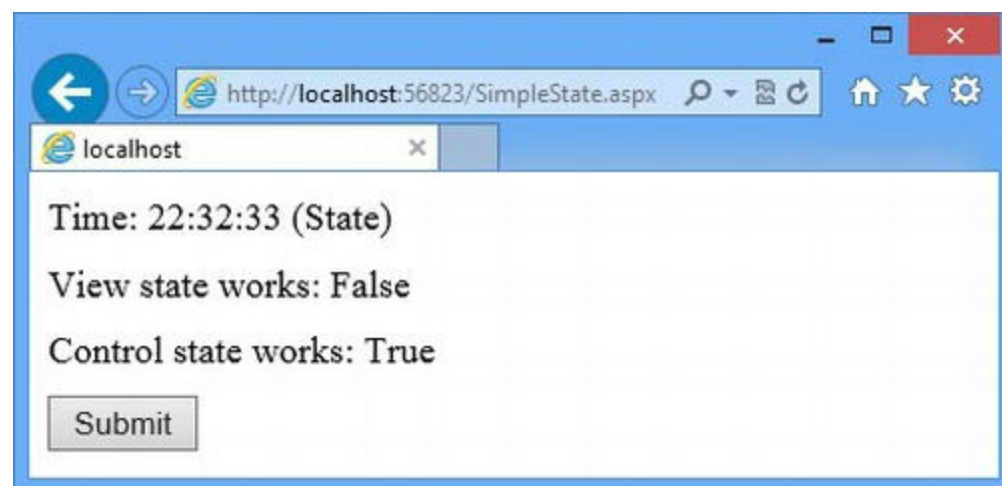 http://localhost:56823/SimpleState.aspx
localhost
Time: 22:32:33 (State)
View state works: False
Control state works: True
Submit